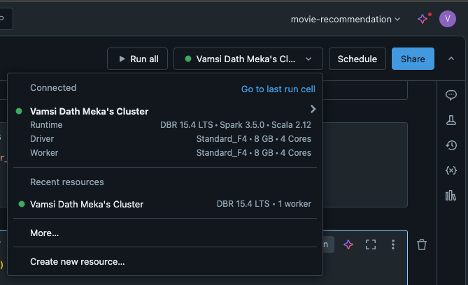 movie-recommendation
V
Run all
Vamsi Dath Meka's Cl...
Schedule
Share
Connected
Go to last run cell
Vamsi Dath Meka's Cluster
Runtime
DBR 15.4 LTS • Spark 3.5.0 • Scala 2.12
Driver
Standard_F4 • 8 GB • 4 Cores
Worker
Standard_F4 • 8 GB • 4 Cores
Recent resources
Vamsi Dath Meka's Cluster
DBR 15.4 LTS • 1 worker
More...
Create new resource...